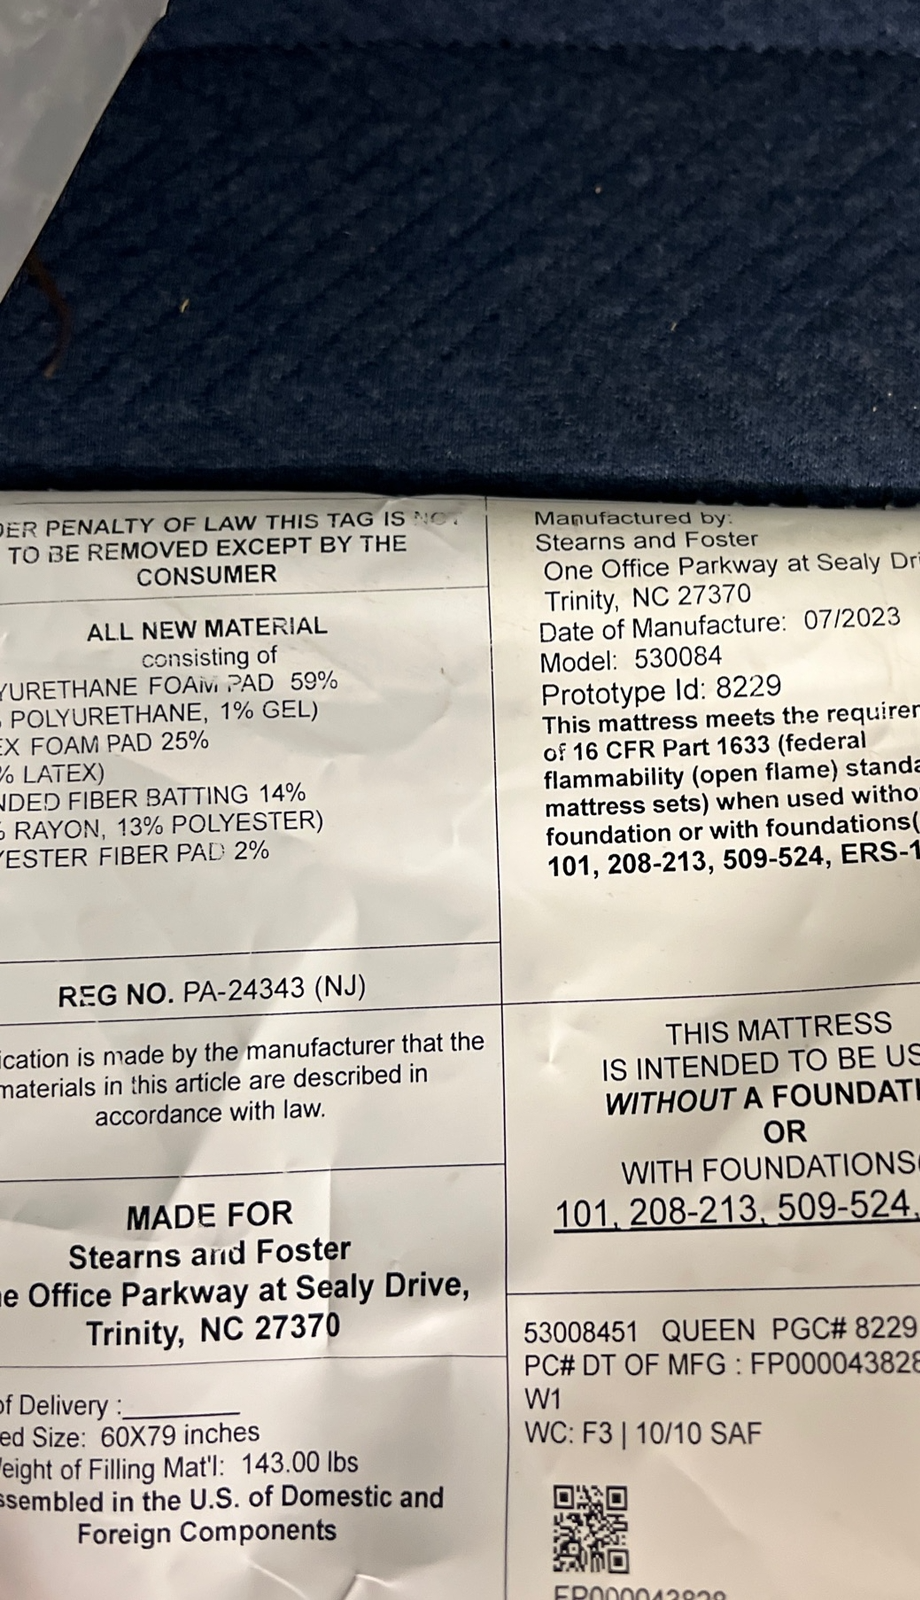 DER PENALTY OF LAW THIS TAG IS NOT
TO BE REMOVED EXCEPT BY THE
CONSUMER
ALL NEW MATERIAL
consisting of
YURETHANE FOAM PAD 59%
POLYURETHANE, 1% GEL)
EX FOAM PAD 25%
% LATEX)
NDED FIBER BATTING 14%
% RAYON, 13% POLYESTER)
YESTER FIBER PAD 2%
REG NO. PA-24343 (NJ)
ication is made by the manufacturer that the
materials in this article are described in
accordance with law.
MADE FOR
Stearns and Foster
ne Office Parkway at Sealy Drive,
Trinity, NC 27370
of Delivery :
ed Size: 60X79 inches
Weight of Filling Mat'l: 143.00 lbs
ssembled in the U.S. of Domestic and
Foreign Components
Manufactured by:
Stearns and Foster
One Office Parkway at Sealy Dri
Trinity, NC 27370
Date of Manufacture: 07/2023
Model: 530084
Prototype Id: 8229
This mattress meets the requirer
of 16 CFR Part 1633 (federal
flammability (open flame) standa
mattress sets) when used witho
foundation or with foundations(
101, 208-213, 509-524, ERS-1
THIS MATTRESS
IS INTENDED TO BE US
WITHOUT A FOUNDATI
OR
WITH FOUNDATIONS(
101, 208-213, 509-524,
53008451 QUEEN PGC# 8229
PC# DT OF MFG : FP000043828
W1
WC: F3 | 10/10 SAF
FP000043828